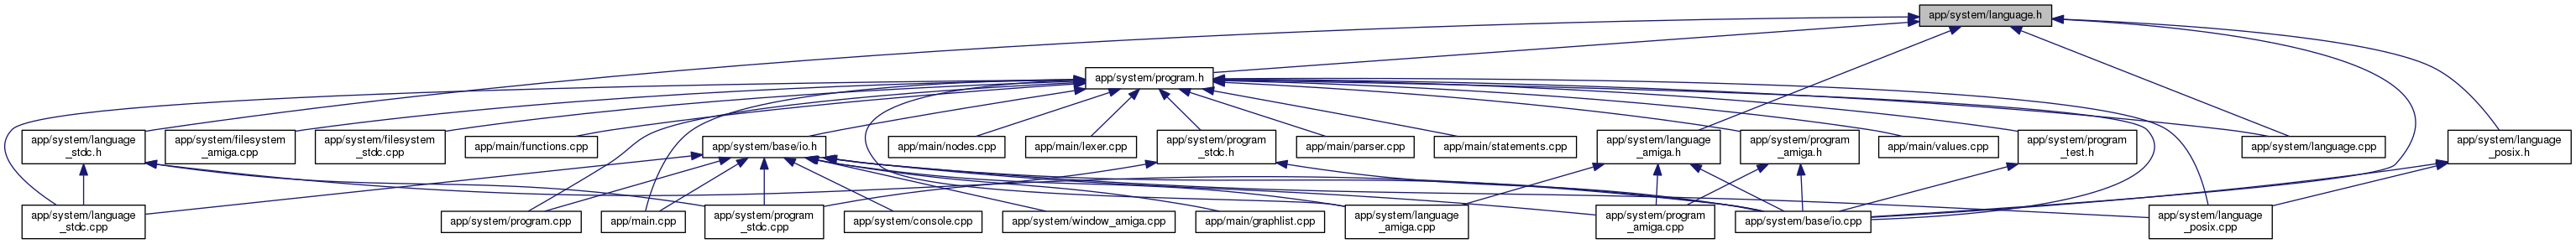 app/system/language.h
app/system/program.h
app/system/language
_stdc.h
app/system/filesystem
_amiga.cpp
app/system/filesystem
_stdc.cpp
app/main/functions.cpp
app/system/base/io.h
app/main/nodes.cpp
app/main/lexer.cpp
app/system/program
_stdc.h
app/main/parser.cpp
app/main/statements.cpp
app/system/language
_amiga.h
app/system/program
_amiga.h
app/main/values.cpp
app/system/program
_test.h
app/system/language.cpp
app/system/language
_posix.h
app/system/language
_stdc.cpp
app/system/program.cpp
app/main.cpp
app/system/program
_stdc.cpp
app/system/console.cpp
app/system/window_amiga.cpp
app/main/graphlist.cpp
app/system/language
_amiga.cpp
app/system/program
_amiga.cpp
app/system/base/io.cpp
app/system/language
_posix.cpp